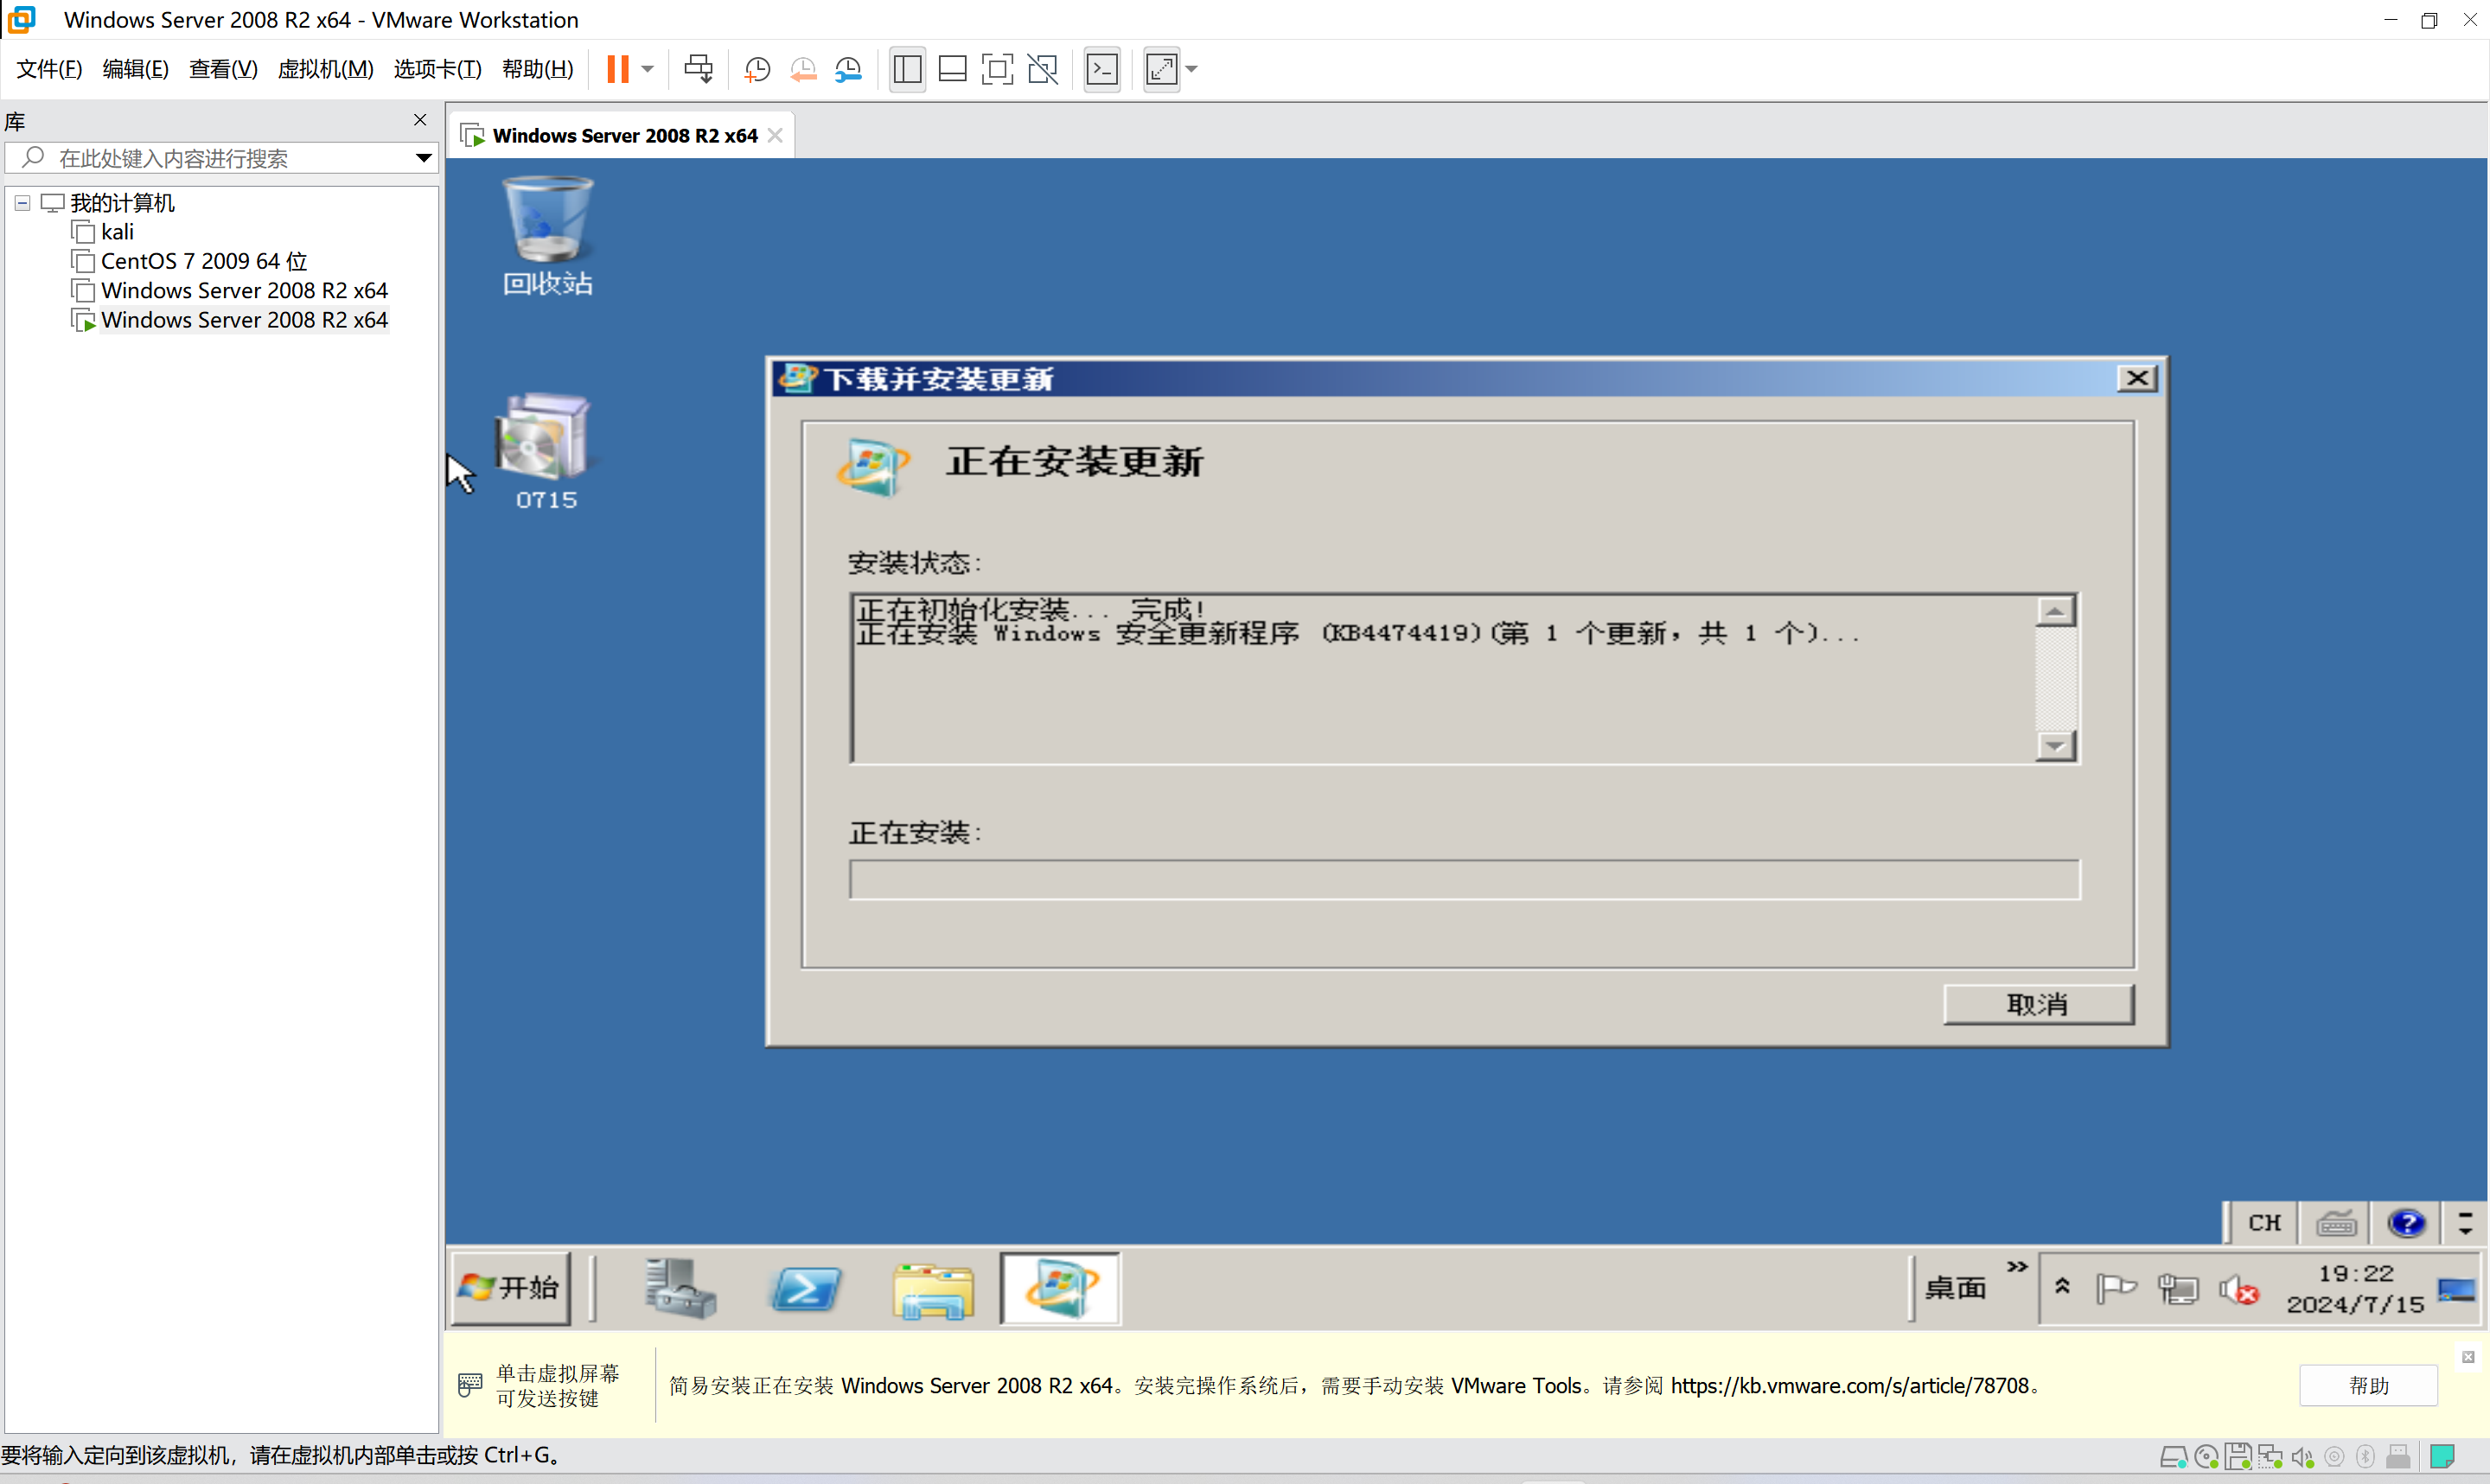 Windows Server 2008 R2 x64 - VMware Workstation
文件(F) 编辑(E) 查看(V) 虚拟机(M) 选项卡(T) 帮助(H)
库
在此处键入内容进行搜索
我的计算机
kali
CentOS 7 2009 64 位
Windows Server 2008 R2 x64
Windows Server 2008 R2 x64
Windows Server 2008 R2 x64
回收站
0715
下载并安装更新
正在安装更新
安装状态:
正在初始化安装... 完成!
正在安装 Windows 安全更新程序 (KB4474419)(第 1 个更新，共 1 个)...
正在安装:
取消
CH
开始
桌面
19:22
2024/7/15
单击虚拟屏幕
可发送按键
简易安装正在安装 Windows Server 2008 R2 x64。安装完操作系统后，需要手动安装 VMware Tools。请参阅 https://kb.vmware.com/s/article/78708。
帮助
要将输入定向到该虚拟机，请在虚拟机内部单击或按 Ctrl+G。